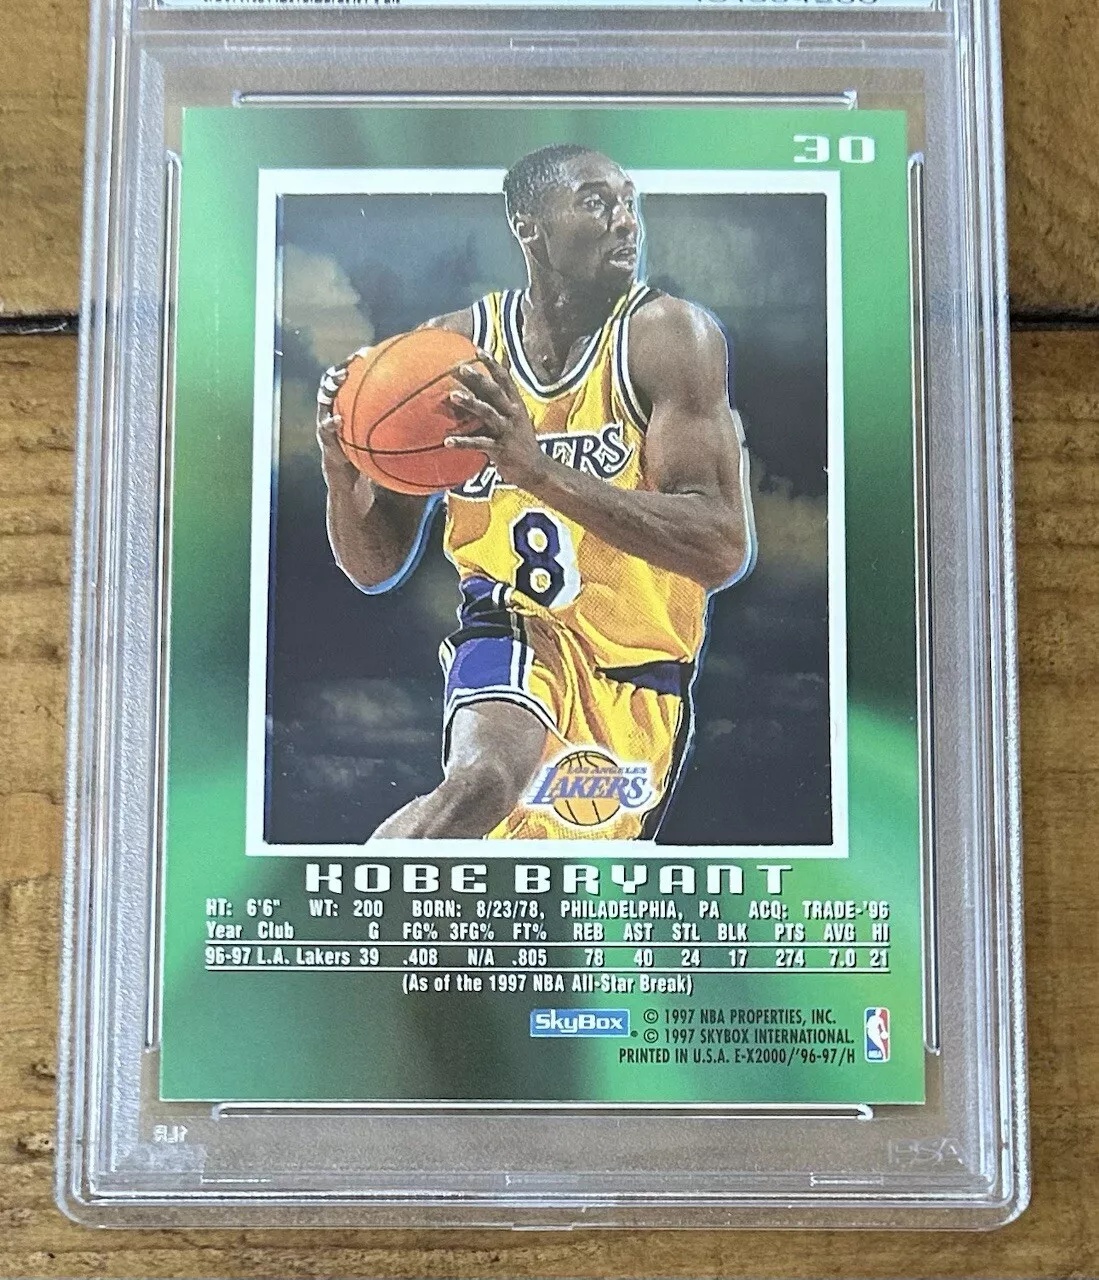 30
LAKERS
8
LOS ANGELES
LAKERS
KOBE BRYANT
HT: 6'6" WT: 200 BORN: 8/23/78, PHILADELPHIA, PA ACQ: TRADE-'96
Year Club G FG% 3FG% FT% REB AST STL BLK PTS AVG HI
96-97 L.A. Lakers 39 .408 N/A .805 78 40 24 17 274 7.0 21
(As of the 1997 NBA All-Star Break)
SkyBox ® © 1997 NBA PROPERTIES, INC.
© 1997 SKYBOX INTERNATIONAL.
PRINTED IN U.S.A. E-X2000/'96-97/H
NBA
PSA